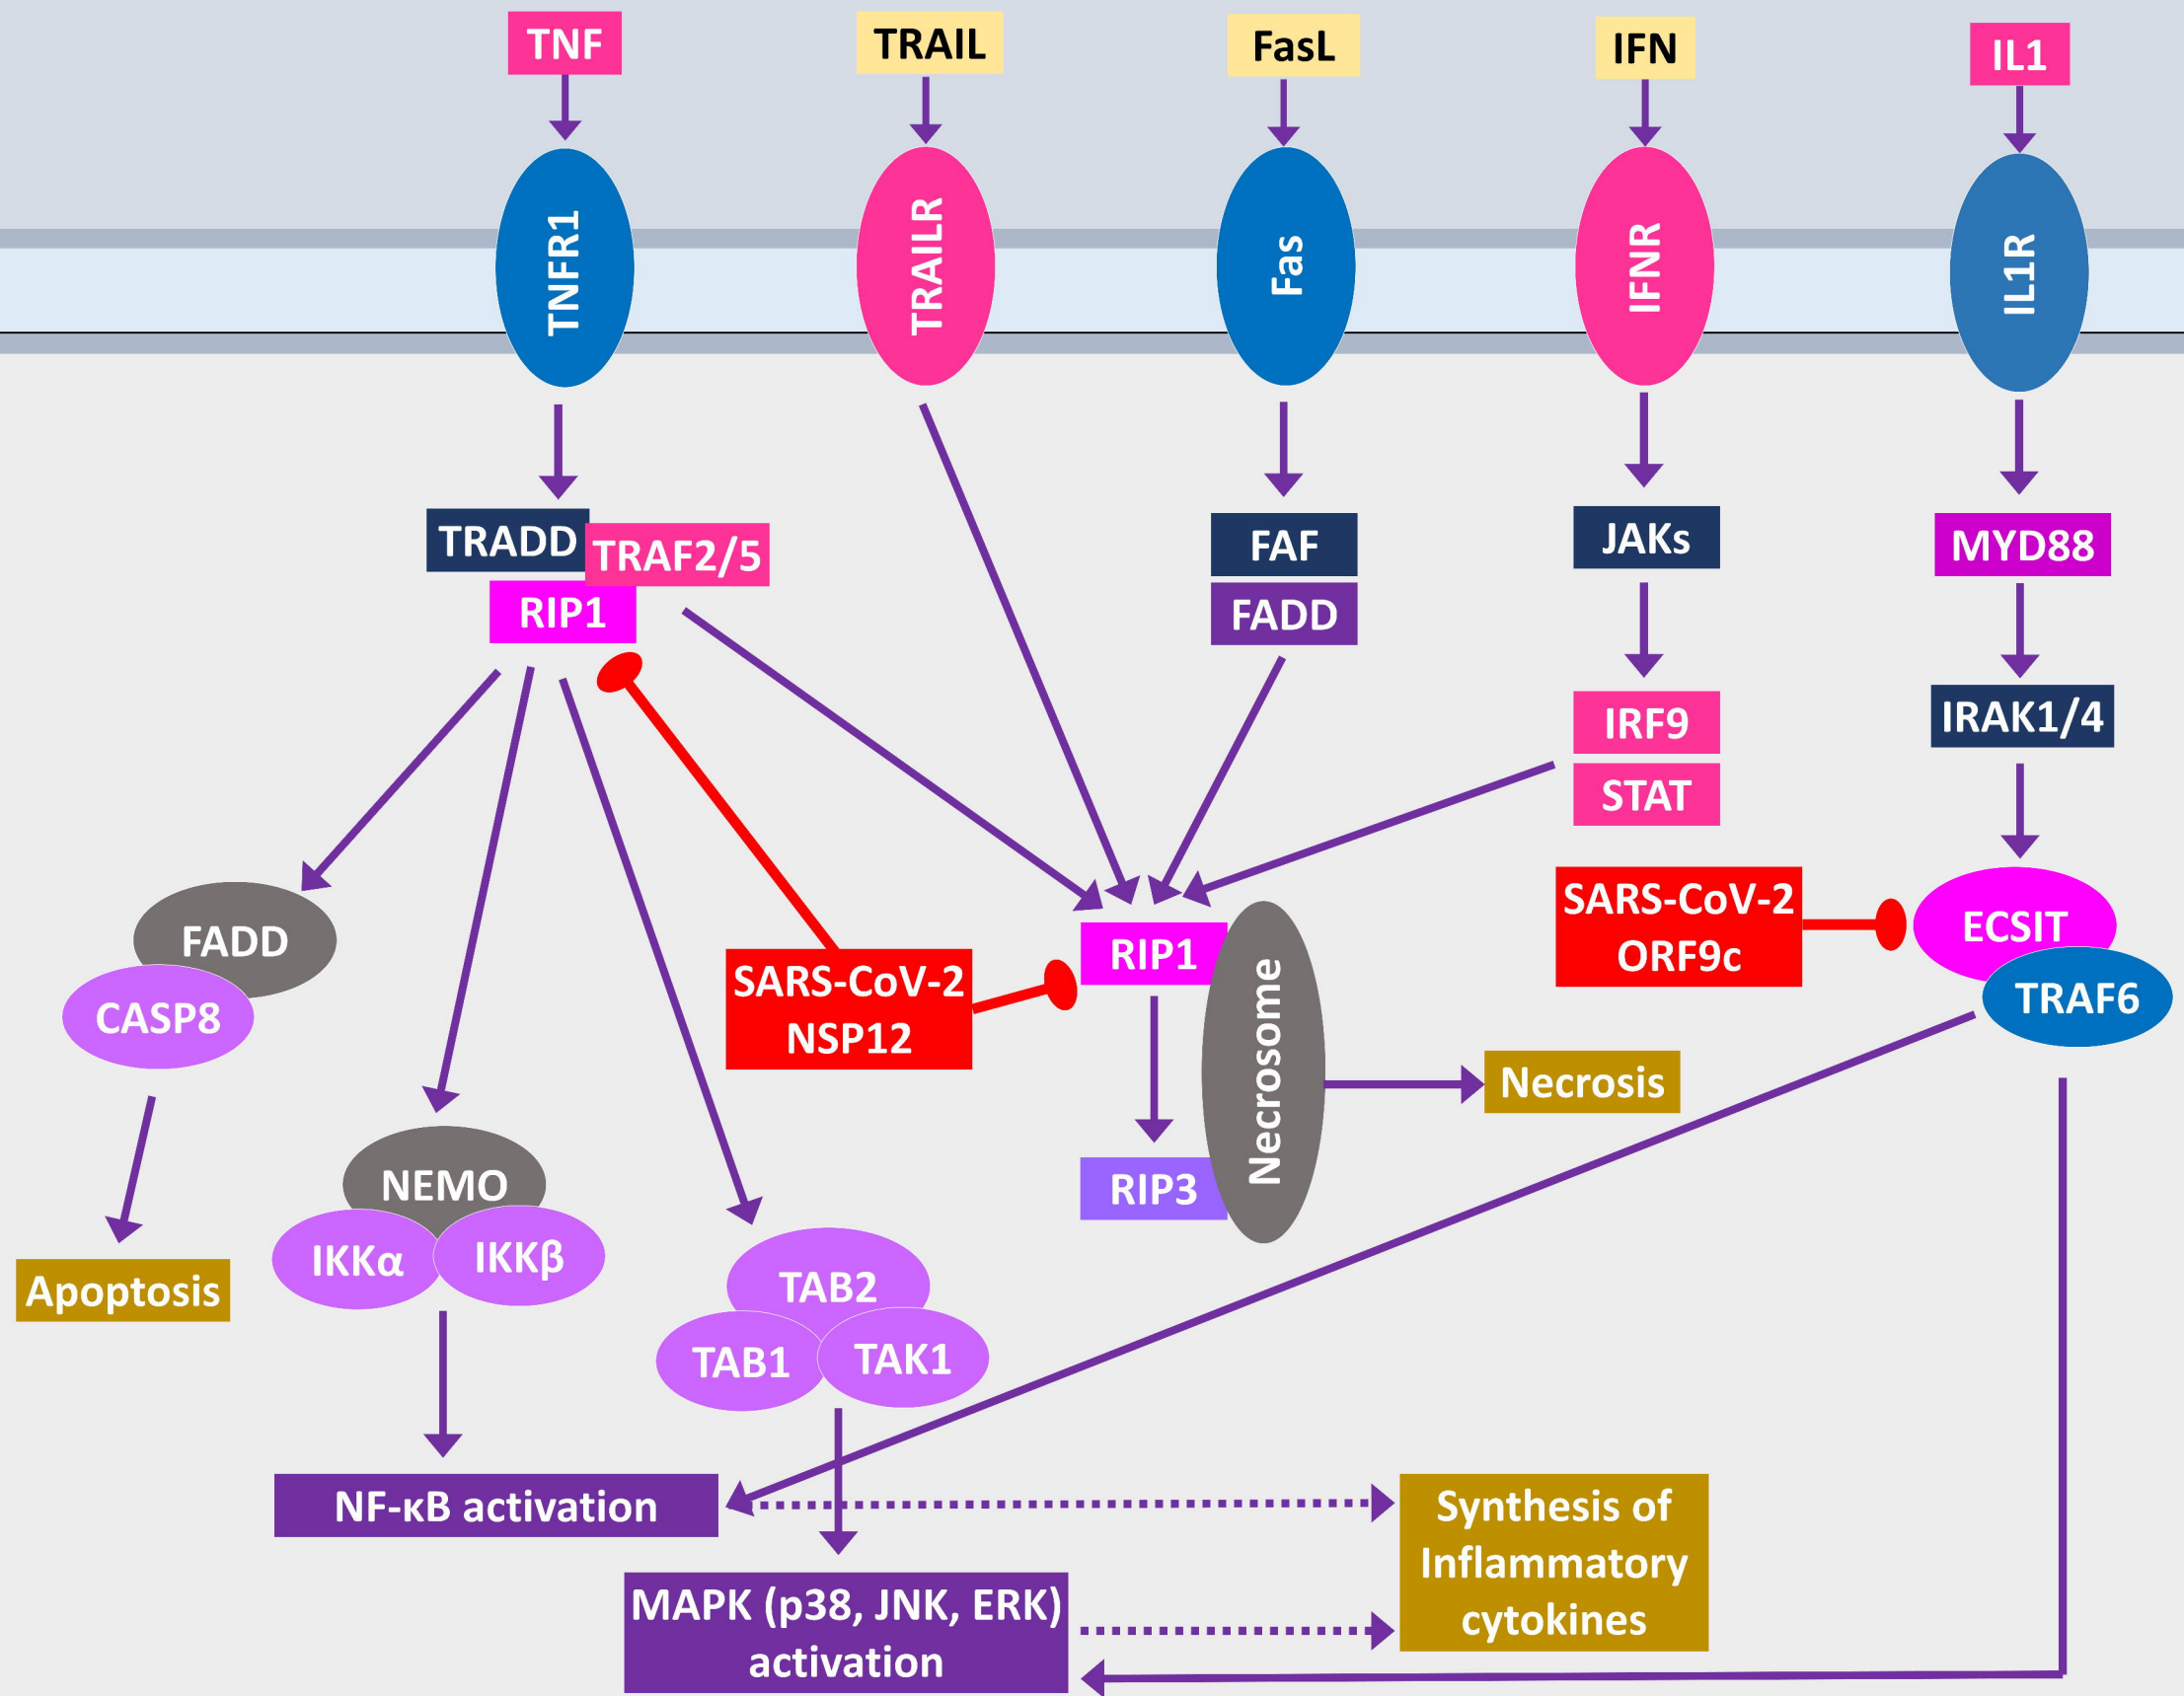 TNF
TRAIL
FasL
IFN
IL1
TNFR1
TRAILR
Fas
IFNR
IL1R
TRADD
TRAF2/5
RIP1
FAF
FADD
JAKs
MYD88
IRF9
STAT
IRAK1/4
FADD
CASP8
SARS-CoV-2
NSP12
RIP1
Necrosome
SARS-CoV-2
ORF9c
ECSIT
TRAF6
Necrosis
RIP3
NEMO
IKKα
IKKβ
Apoptosis
TAB2
TAB1
TAK1
NF-κB activation
MAPK (p38, JNK, ERK)
activation
Synthesis of
Inflammatory
cytokines